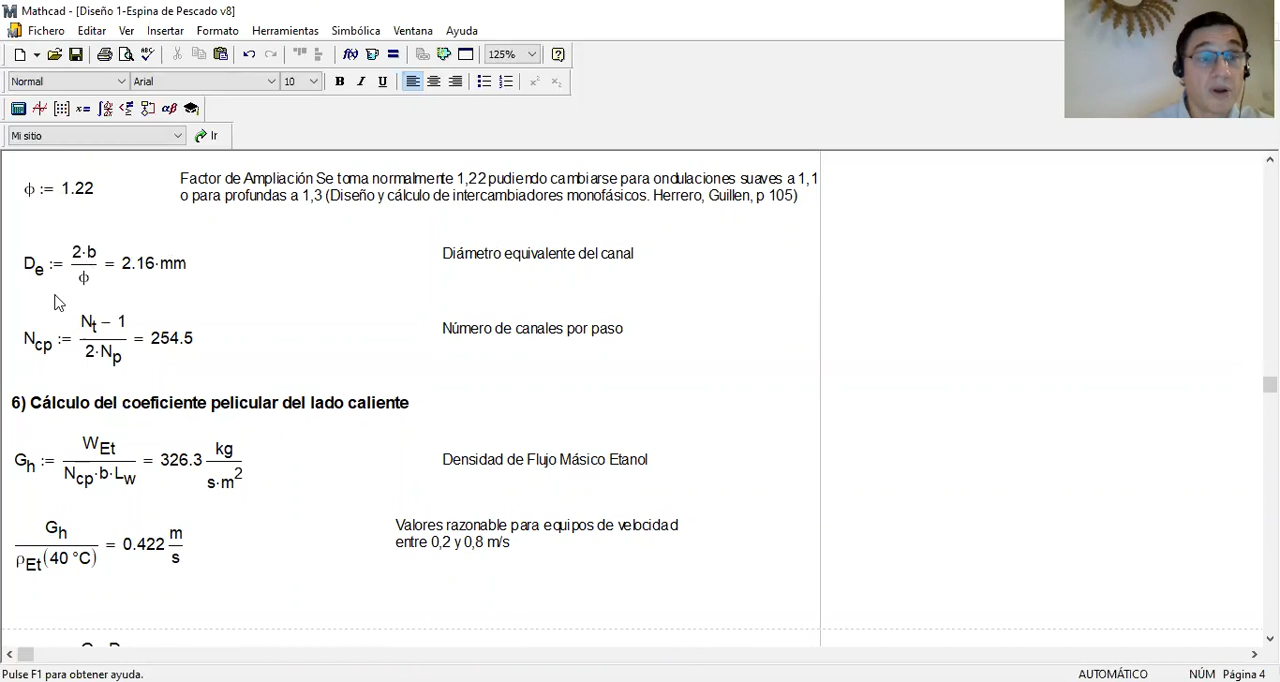 Mathcad - [Diseño 1-Espina de Pescado v8]
Fichero Editar Ver Insertar Formato Herramientas Simbólica Ventana Ayuda
125%
Normal Arial 10 B I U
Mi sitio Ir
ϕ := 1.22
Factor de Ampliación Se toma normalmente 1,22 pudiendo cambiarse para ondulaciones suaves a 1,1
o para profundas a 1,3 (Diseño y cálculo de intercambiadores monofásicos. Herrero, Guillen, p 105)
De := 2·b / ϕ = 2.16·mm
Diámetro equivalente del canal
Ncp := Nt − 1 / 2·Np = 254.5
Número de canales por paso
6) Cálculo del coeficiente pelicular del lado caliente
Gh := WEt / Ncp·b·Lw = 326.3 kg / s·m²
Densidad de Flujo Másico Etanol
Gh / ρEt(40 °C) = 0.422 m / s
Valores razonable para equipos de velocidad
entre 0,2 y 0,8 m/s
Pulse F1 para obtener ayuda. AUTOMÁTICO NÚM Página 4